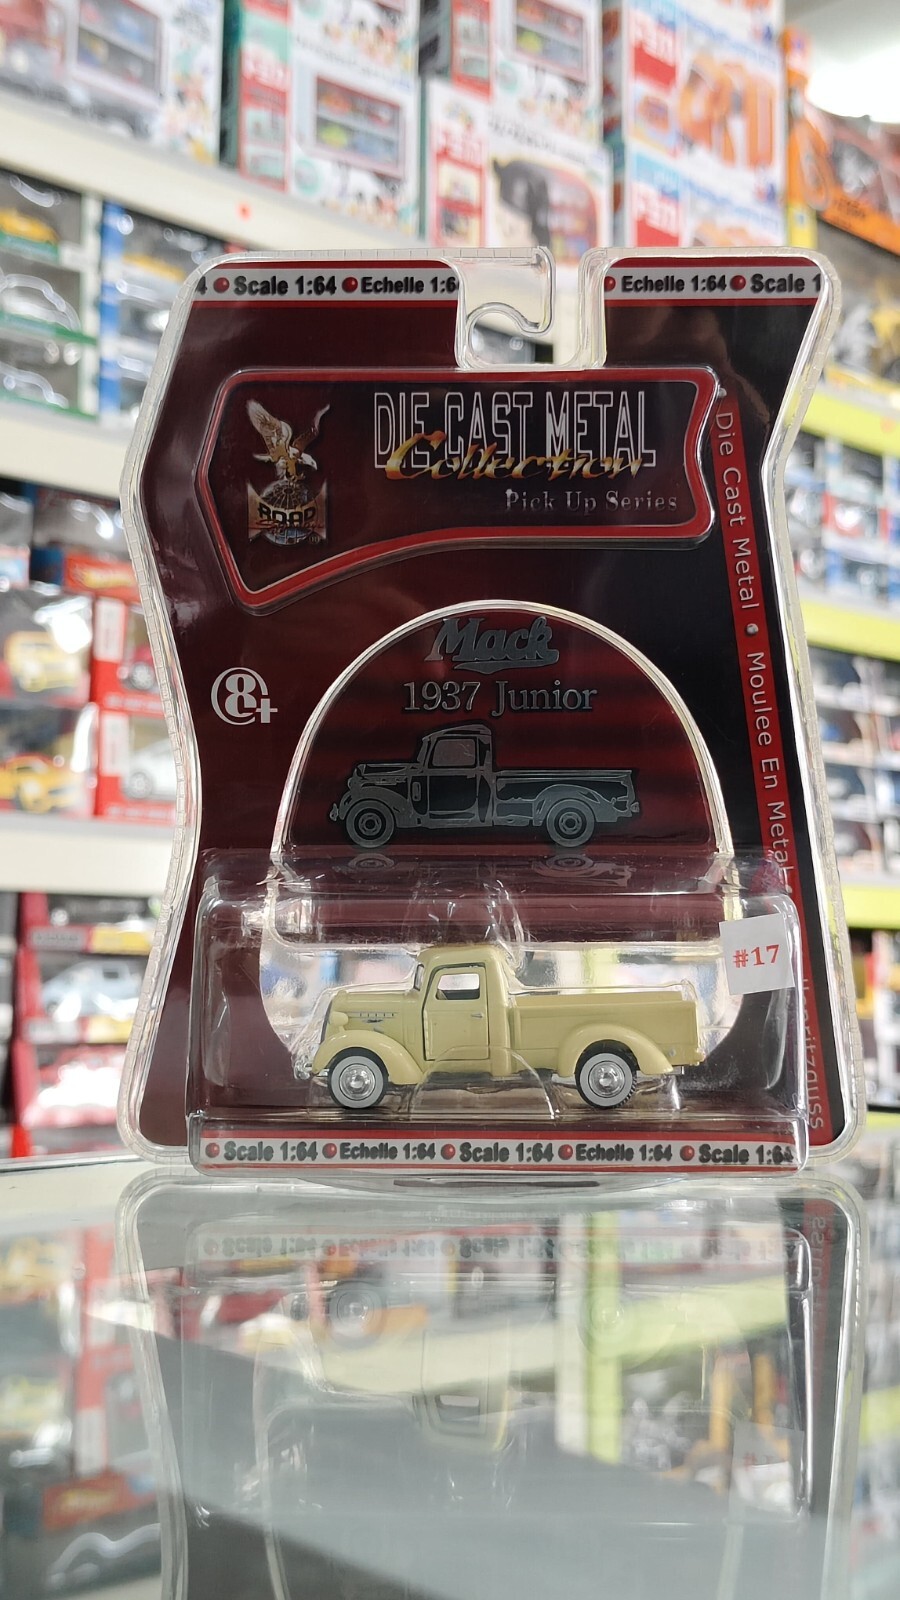 4 Scale 1:64 Echelle 1:64
Echelle 1:64 Scale 1
DIE CAST METAL
Collection
Pick Up Series
ROAD
Die Cast Metal • Moulee En Metal
8+
Mack
1937 Junior
#17
Scale 1:64 Echelle 1:64 Scale 1:64 Echelle 1:64 Scale 1:64